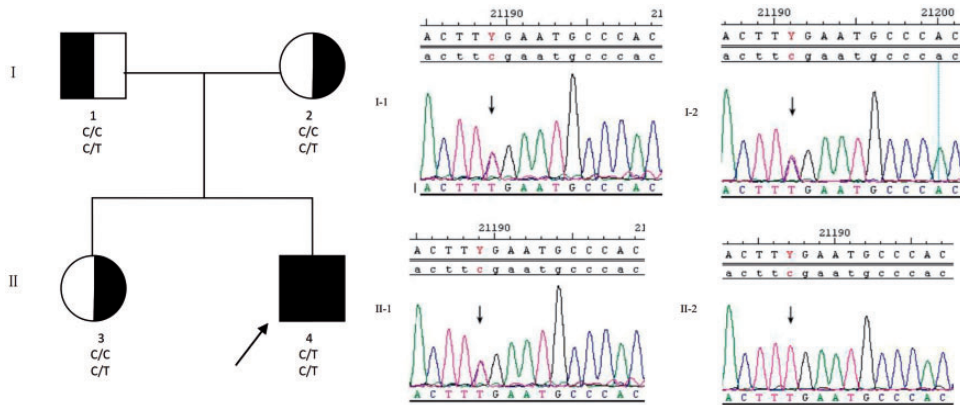 I
1
C/C
C/T
2
C/C
C/T
II
3
C/C
C/T
4
C/T
C/T
21190 21
A C T T Y G A A T G C C C A C
a c t t c g a a t g c c c a c
I-1
A C T T T G A A T G C C C A C
21190 21200
A C T T Y G A A T G C C C A C
a c t t c g a a t g c c c a c
I-2
A C T T T G A A T G C C C A C
21190 21
A C T T Y G A A T G C C C A C
a c t t c g a a t g c c c a c
II-1
A C T T T G A A T G C C C A C
21190
A C T T Y G A A T G C C C A C
a c t t c g a a t g c c c a c
II-2
A C T T T G A A T G C C C A C